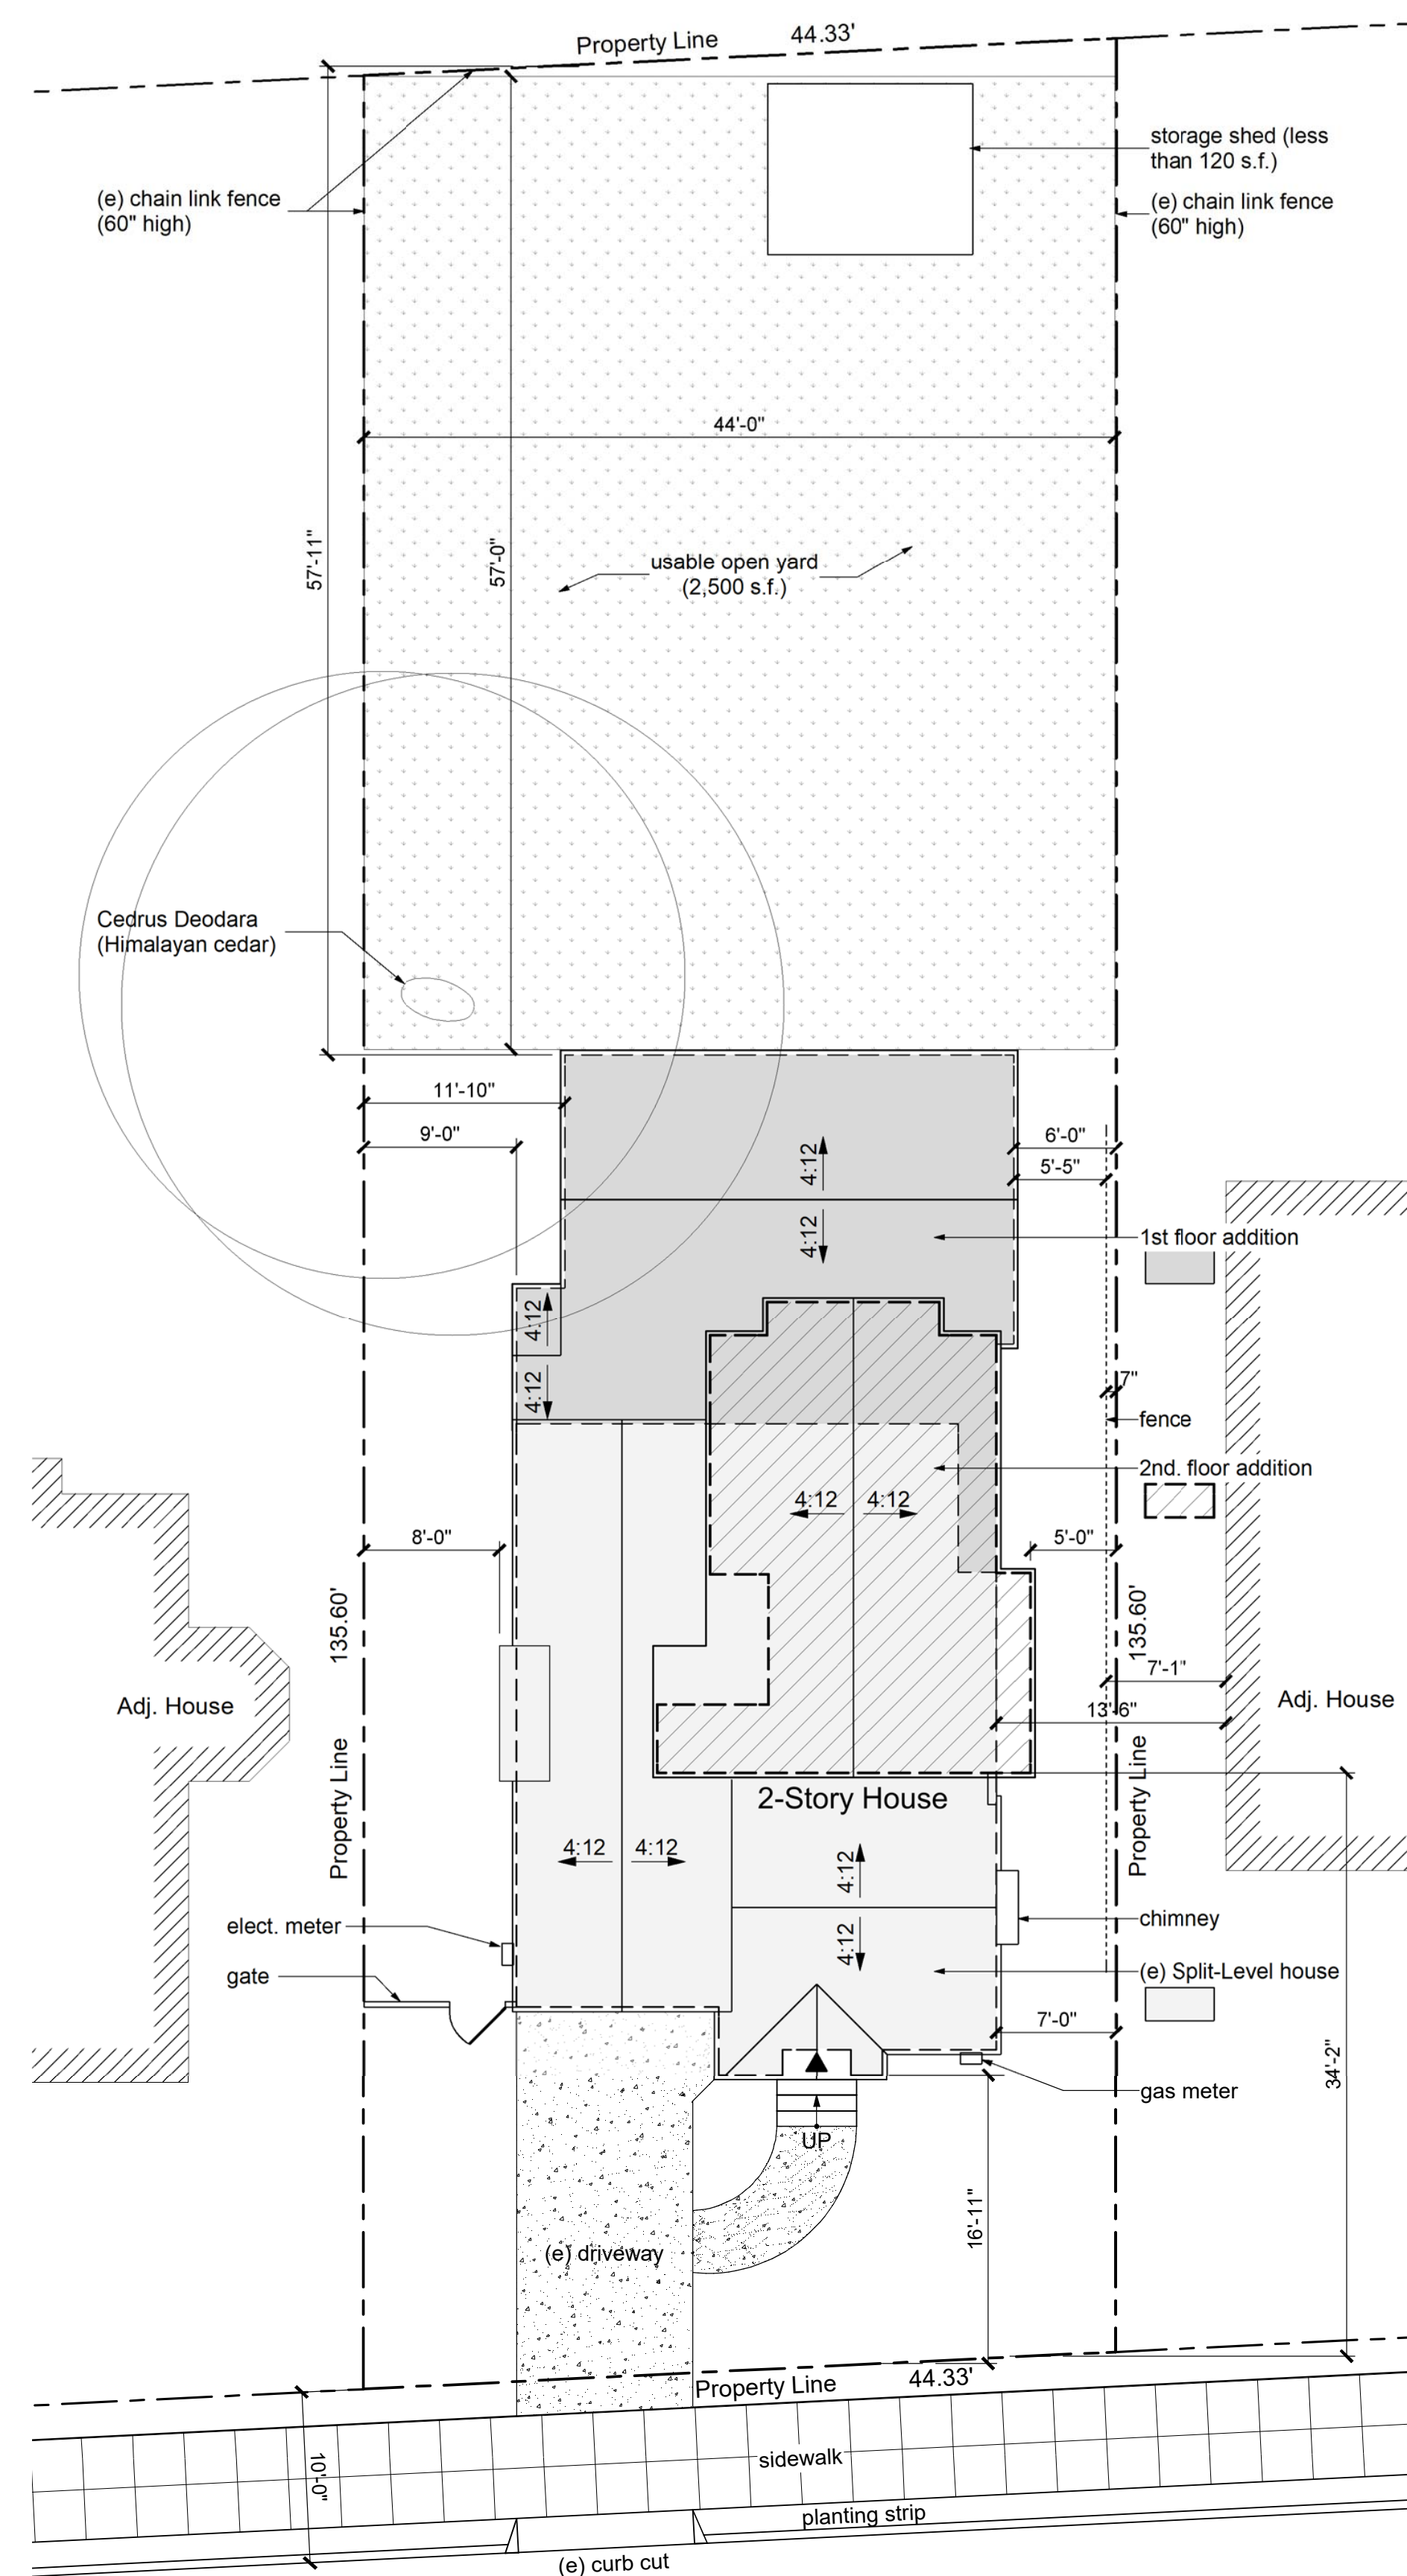 Property Line
44.33'
storage shed (less
than 120 s.f.)
(e) chain link fence
(60" high)
(e) chain link fence
(60" high)
44'-0"
57'-11"
57'-0"
usable open yard
(2,500 s.f.)
Cedrus Deodara
(Himalayan cedar)
11'-10"
9'-0"
6'-0"
5'-5"
4:12
4:12
1st floor addition
4:12
4:12
7"
fence
2nd. floor addition
4:12
4:12
8'-0"
5'-0"
135.60'
135.60'
7'-1"
Adj. House
Adj. House
13'-6"
Property Line
Property Line
2-Story House
4:12
4:12
4:12
4:12
elect. meter
chimney
gate
(e) Split-Level house
7'-0"
34'-2"
gas meter
UP
16'-11"
(e) driveway
Property Line
44.33'
sidewalk
10'-0"
planting strip
(e) curb cut